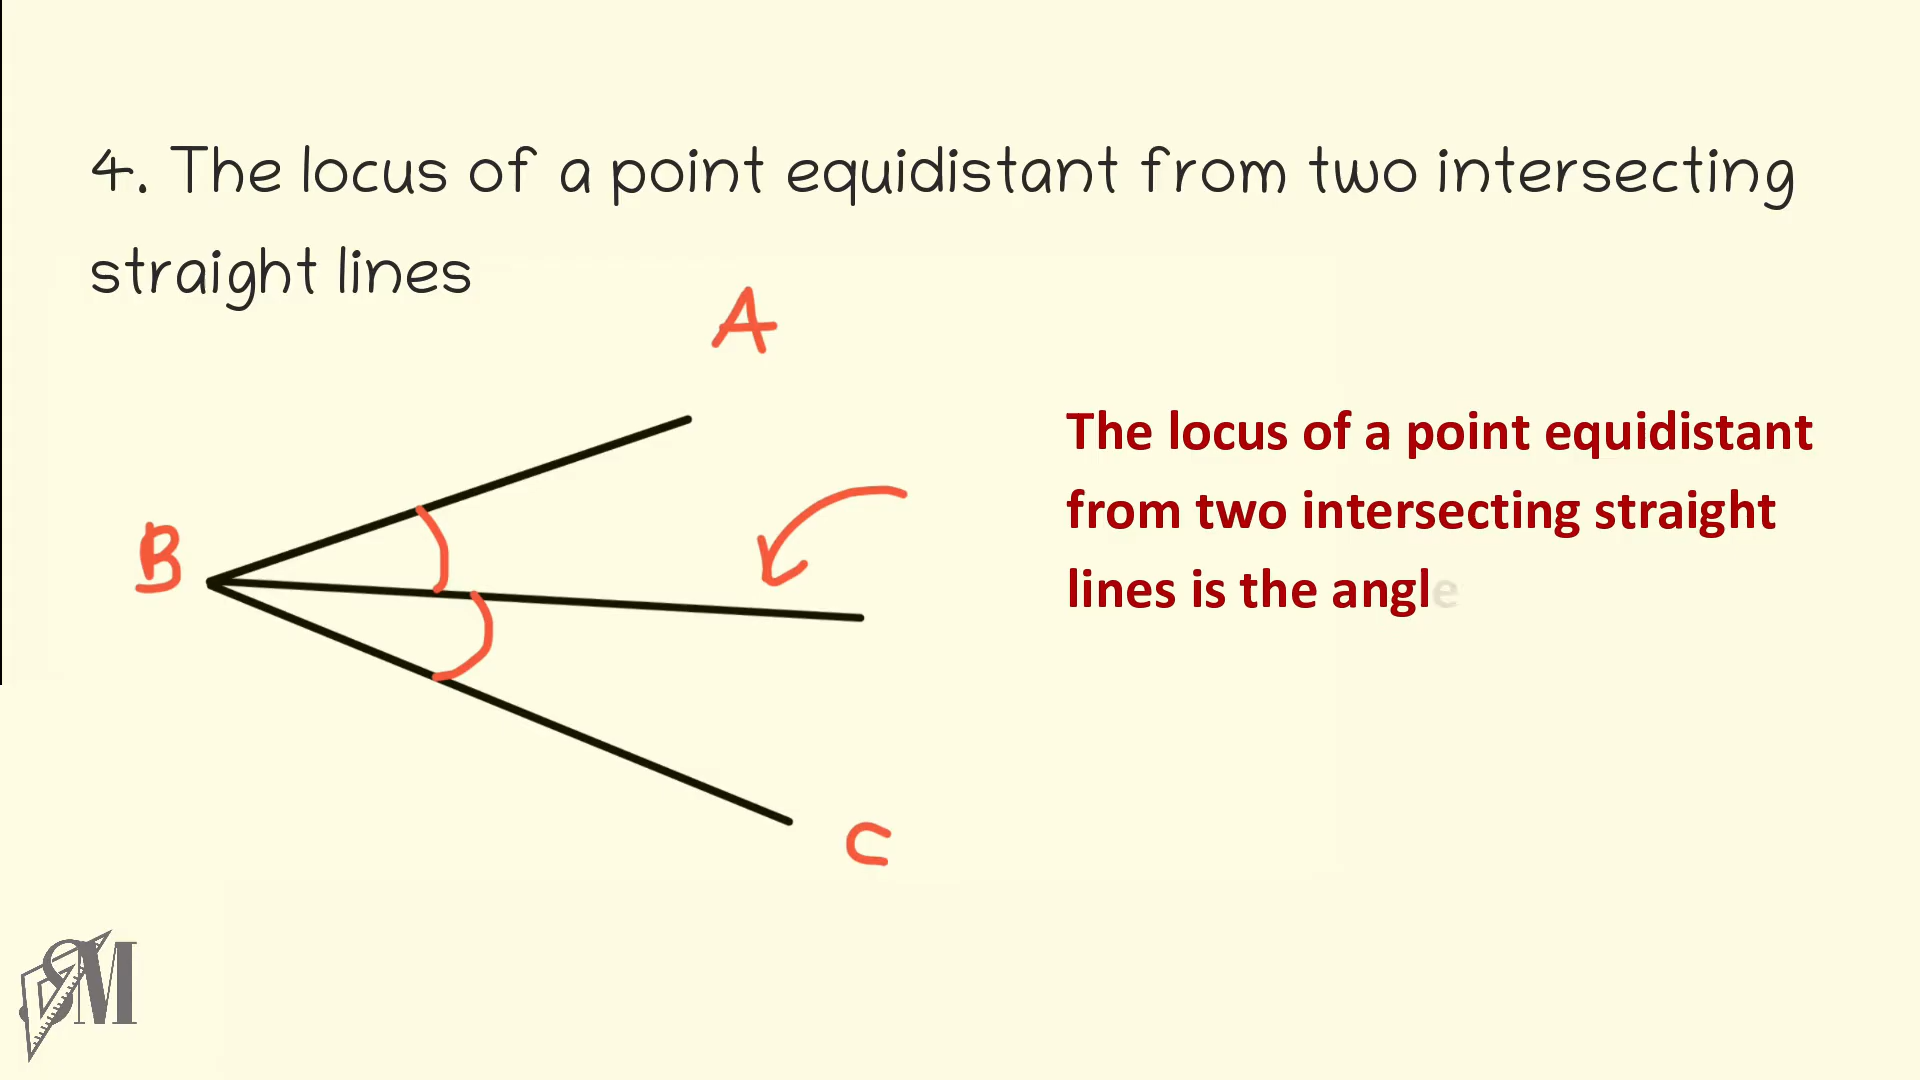 4. The locus of a point equidistant from two intersecting
straight lines
A
The locus of a point equidistant
from two intersecting straight
B
lines is the angle
C
SM